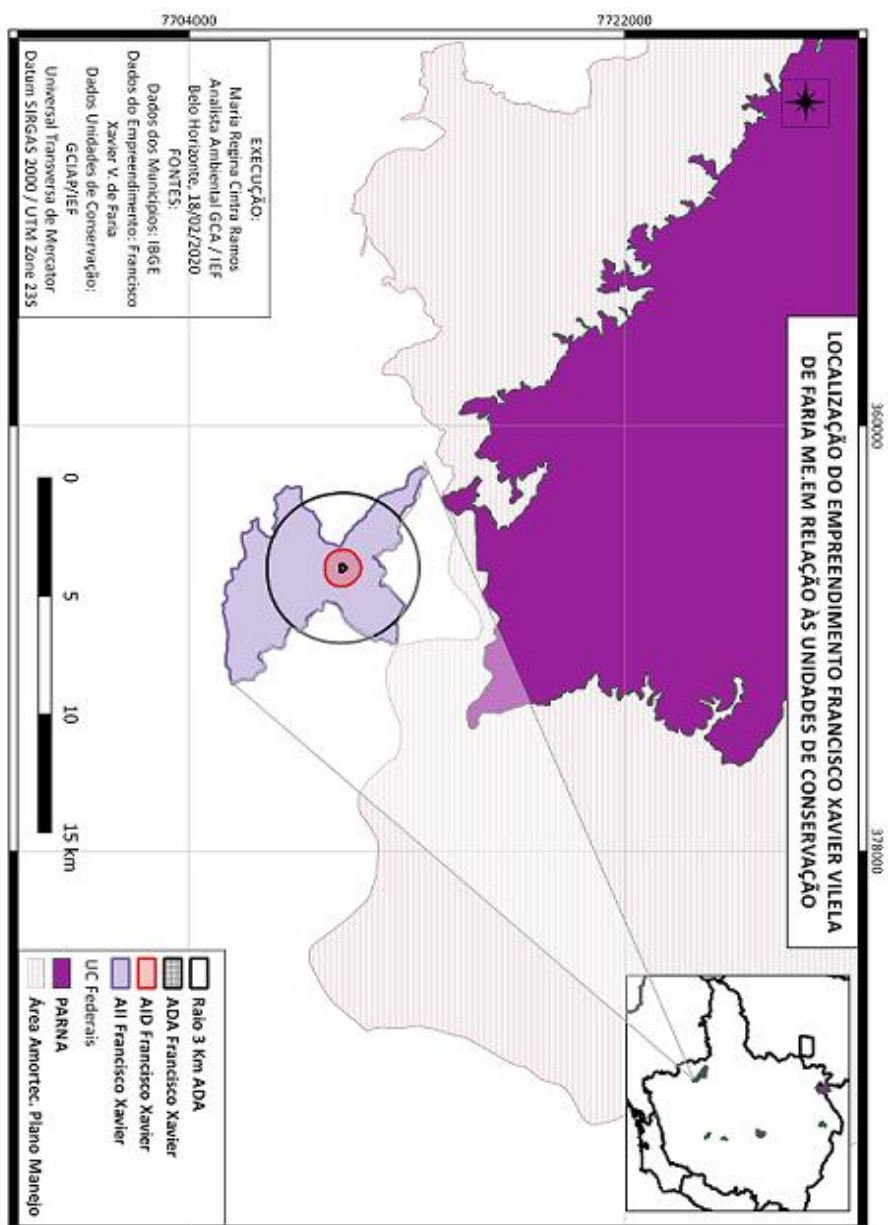 LOCALIZAÇÃO DO EMPREENDIMENTO FRANCISCO XAVIER VILELA
DE FARIA ME.EM RELAÇÃO ÀS UNIDADES DE CONSERVAÇÃO
360000
378000
7722000
7704000
EXECUÇÃO:
Maria Regina Cintra Ramos
Analista Ambiental GCA / IEF
Belo Horizonte, 18/02/2020
FONTES:
Dados dos Municípios: IBGE
Dados do Empreendimento: Francisco
Xavier V. de Faria
Dados Unidades de Conservação:
GCIAP/IEF
Universal Transversa de Mercator
Datum SIRGAS 2000 / UTM Zone 23S
0 5 10 15 km
Raio 3 Km ADA
ADA Francisco Xavier
AID Francisco Xavier
AII Francisco Xavier
UC Federais
PARNA
Área Amortec. Plano Manejo